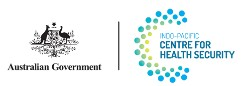 Australian Government
INDO-PACIFIC
CENTRE FOR
HEALTH SECURITY